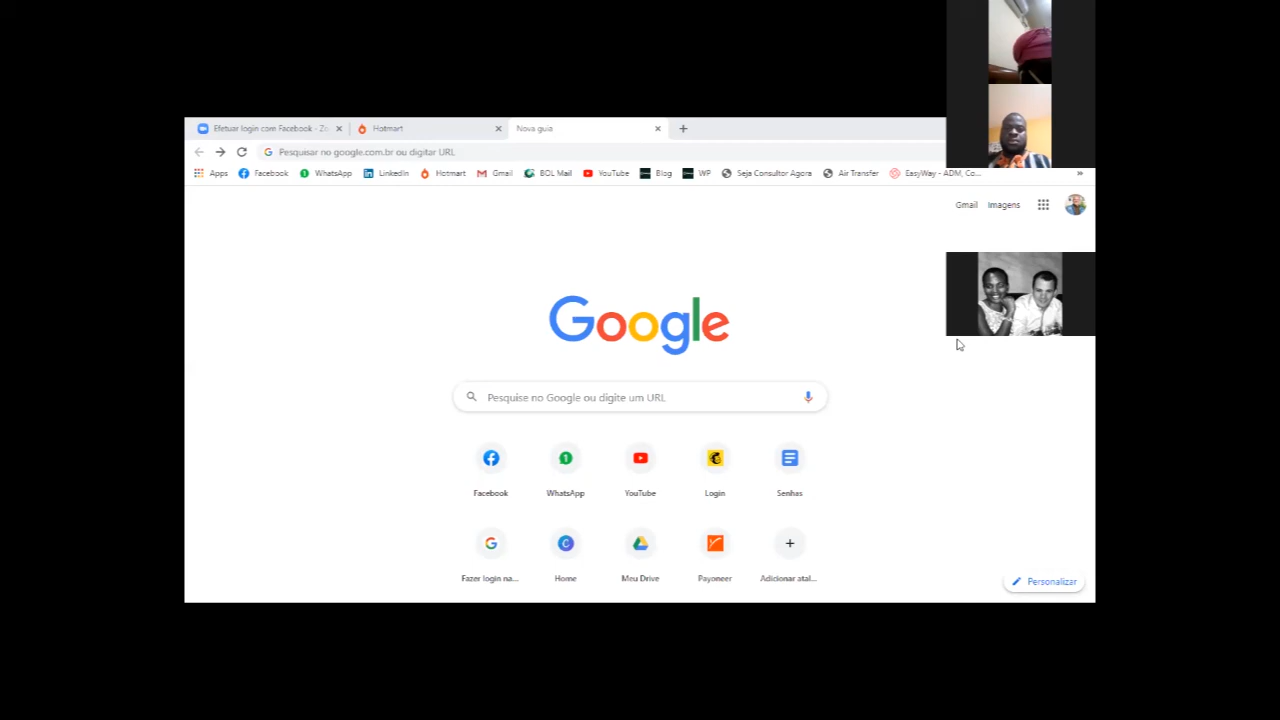 Efetuar login com Facebook - Zo
Hotmart
Nova guia
Pesquisar no google.com.br ou digitar URL
Apps Facebook WhatsApp LinkedIn Hotmart Gmail BOL Mail YouTube Blog WP Seja Consultor Agora Air Transfer EasyWay - ADM, Co...
Gmail Imagens
Google
Pesquise no Google ou digite um URL
Facebook WhatsApp YouTube Login Senhas
Fazer login na... Home Meu Drive Payoneer Adicionar atal...
Personalizar